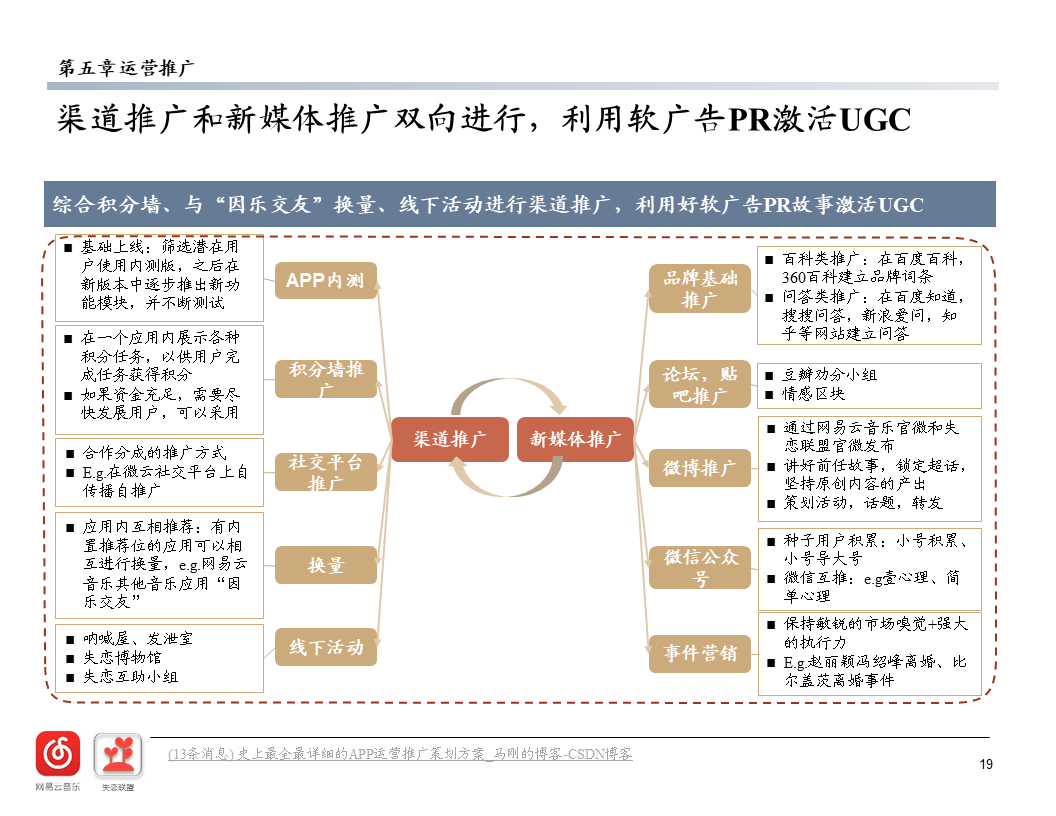 第五章运营推广
渠道推广和新媒体推广双向进行，利用软广告PR激活UGC
综合积分墙、与“因乐交友”换量、线下活动进行渠道推广，利用好软广告PR故事激活UGC
■ 基础上线：筛选潜在用
户使用内测版，之后在
新版本中逐步推出新功
能模块，并不断测试
APP内测
■ 在一个应用内展示各种
积分任务，以供用户完
成任务获得积分
■ 如果资金充足，需要尽
快发展用户，可以采用
积分墙推
广
■ 合作分成的推广方式
■ E.g.在微云社交平台上自
传播自推广
社交平台
推广
■ 应用内互相推荐：有内
置推荐位的应用可以相
互进行换量，e.g.网易云
音乐其他音乐应用“因
乐交友”
换量
■ 呐喊屋、发泄室
■ 失恋博物馆
■ 失恋互助小组
线下活动
渠道推广
新媒体推广
品牌基础
推广
■ 百科类推广：在百度百科，
360百科建立品牌词条
■ 问答类推广：在百度知道，
搜搜问答，新浪爱问，知
乎等网站建立问答
论坛，贴
吧推广
■ 豆瓣劝分小组
■ 情感区块
微博推广
■ 通过网易云音乐官微和失
恋联盟官微发布
■ 讲好前任故事，锁定超话，
坚持原创内容的产出
■ 策划活动，话题，转发
微信公众
号
■ 种子用户积累：小号积累、
小号导大号
■ 微信互推：e.g壹心理、简
单心理
事件营销
■ 保持敏锐的市场嗅觉+强大
的执行力
■ E.g.赵丽颖冯绍峰离婚、比
尔盖茨离婚事件
网易云音乐
失恋联盟
(13条消息) 史上最全最详细的APP运营推广策划方案_马刚的博客-CSDN博客
19